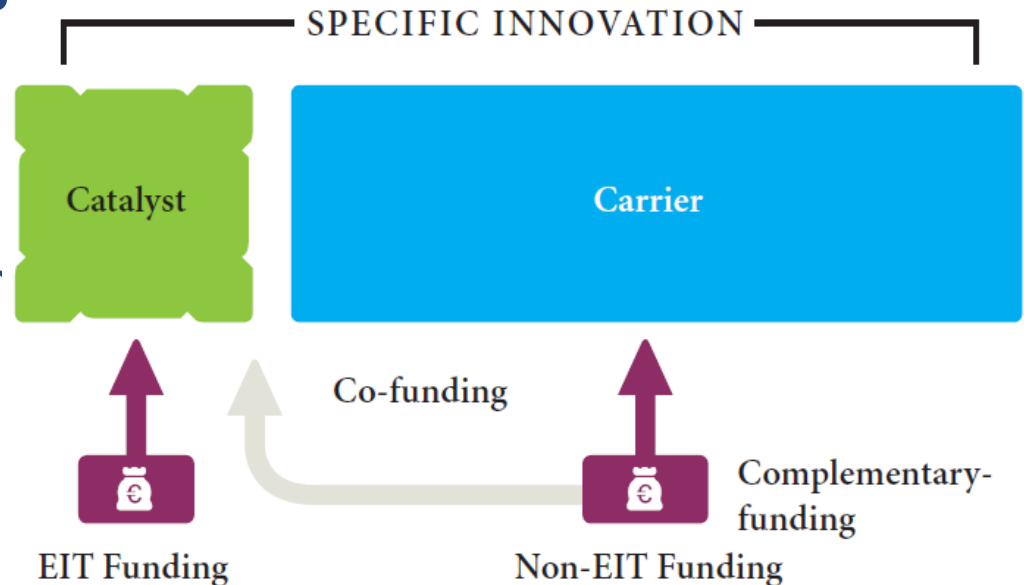 SPECIFIC INNOVATION
Catalyst
Carrier
Co-funding
Complementary-
funding
€
€
EIT Funding
Non-EIT Funding